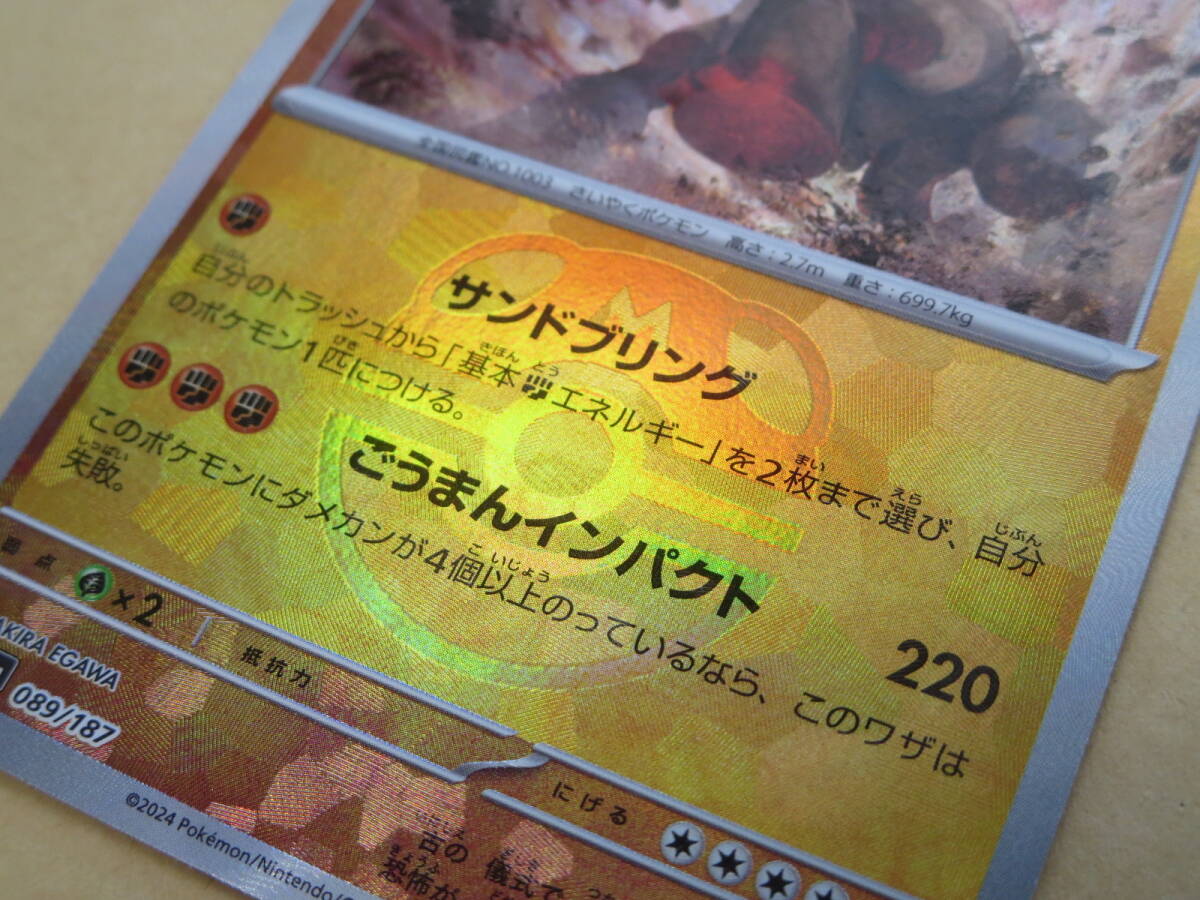 全国図鑑NO.1003 さいやくポケモン 高さ:2.7m 重さ:699.7kg
サンドブリング
自分のトラッシュから「基本エネルギー」を2枚まで選び、自分
のポケモン1匹につける。
ごうまんインパクト 220
このポケモンにダメカンが4個以上のっているなら、このワザは
失敗。
弱点 ×2 抵抗力
にげる
AKIRA EGAWA
089/187
©2024 Pokémon/Nintendo/
古の 儀式で
恐怖が